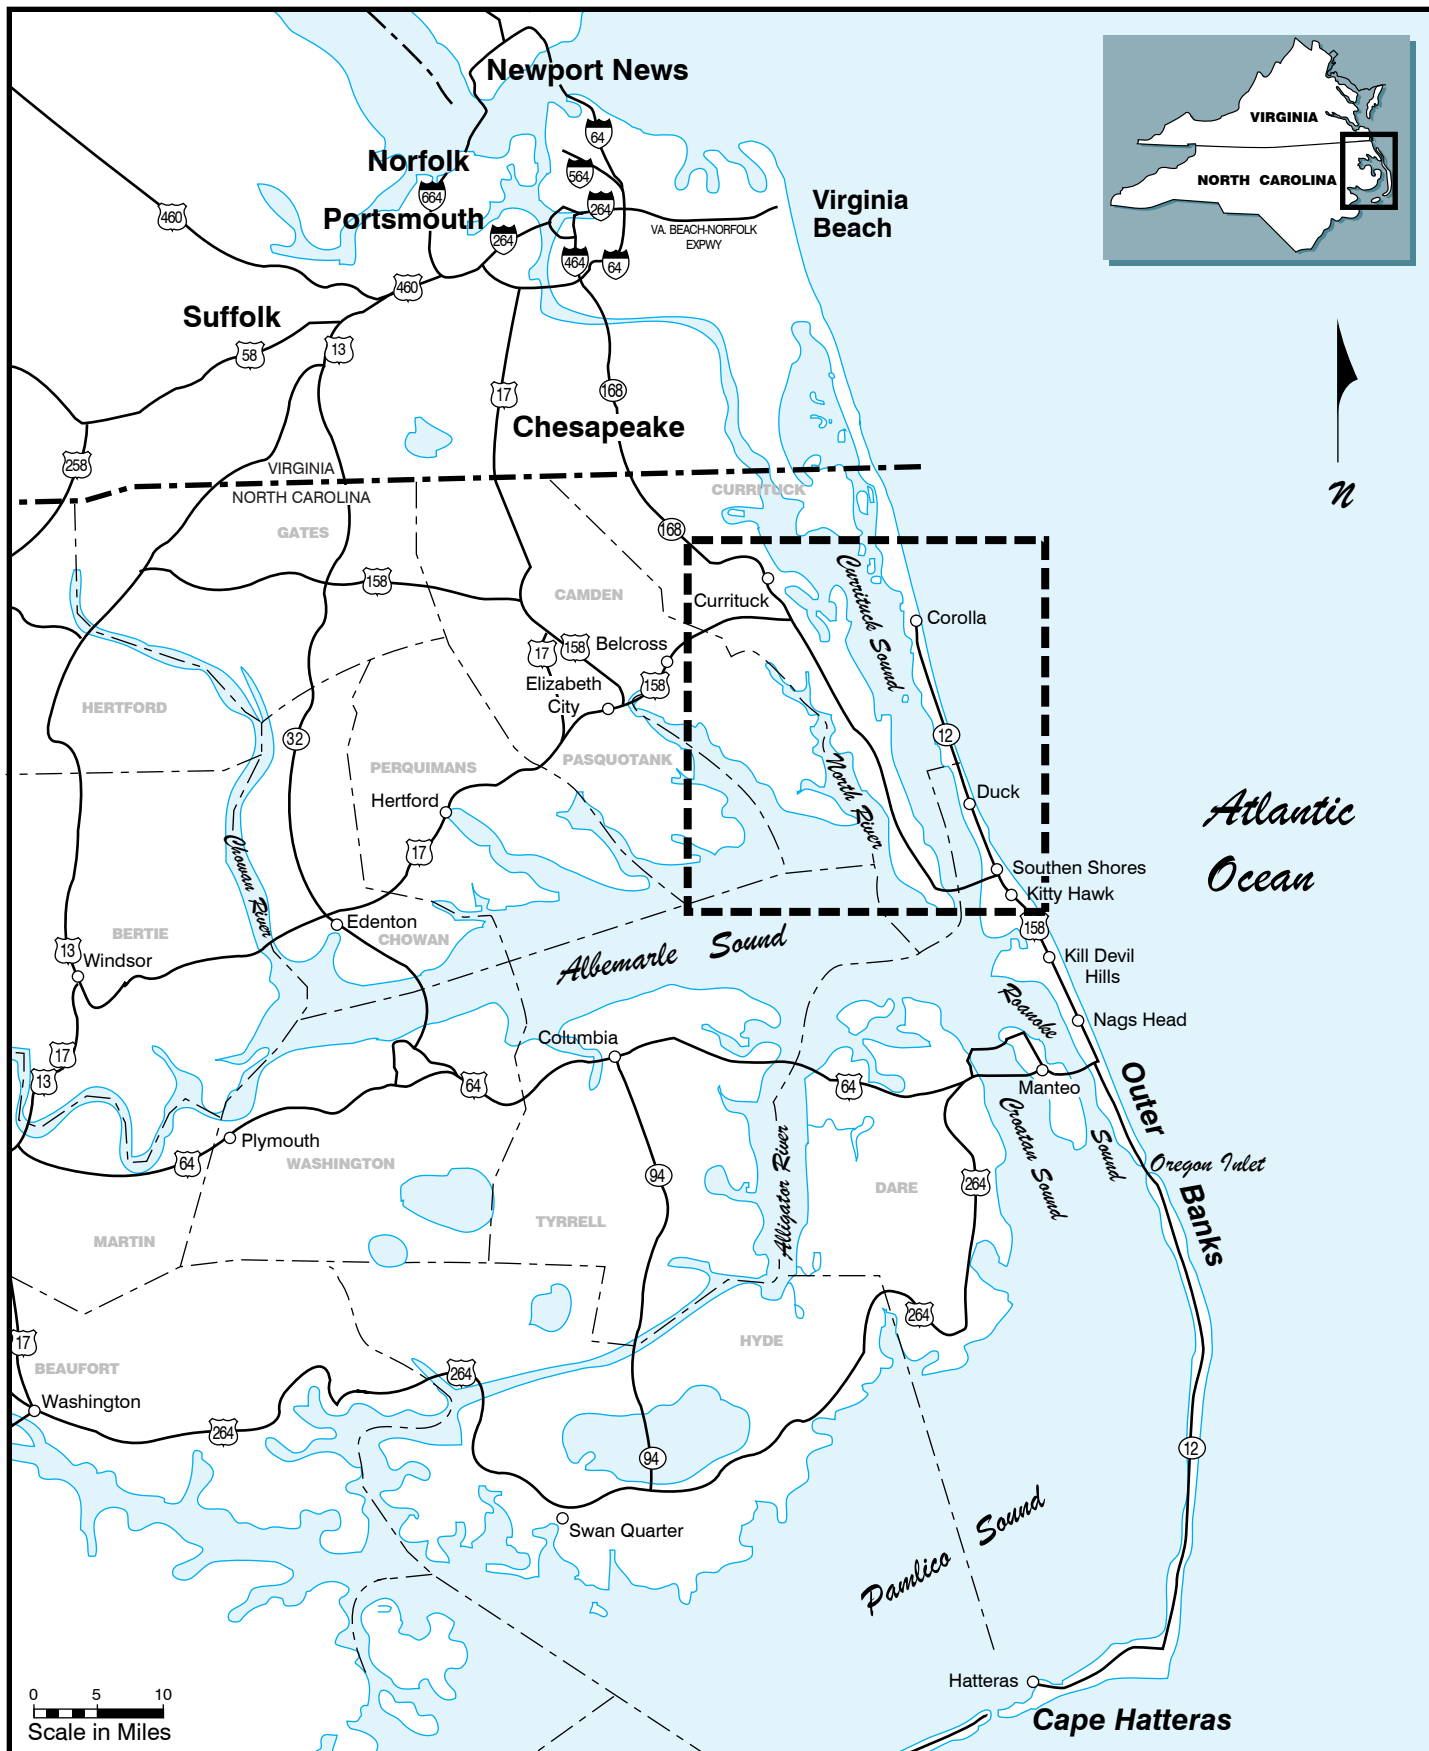 Newport News
VIRGINIA
NORTH CAROLINA
64
Norfolk
564
664
460
Portsmouth
264
Virginia
Beach
VA. BEACH-NORFOLK
EXPWY
264
464
64
460
Suffolk
58
13
17
168
Chesapeake
258
VIRGINIA
NORTH CAROLINA
CURRITUCK
N
GATES
168
158
CAMDEN
Currituck
Currituck Sound
Corolla
17
158
Belcross
158
Elizabeth
City
HERTFORD
32
12
PERQUIMANS
PASQUOTANK
North River
Hertford
Duck
Atlantic
Ocean
17
Chowan River
Southen Shores
Kitty Hawk
Edenton
CHOWAN
BERTIE
13
Windsor
158
Albemarle Sound
Kill Devil
Hills
Roanoke
Nags Head
Columbia
17
13
64
64
Manteo
Outer
Croatan Sound
Sound
Plymouth
64
WASHINGTON
94
Alligator River
DARE
264
Oregon Inlet
Banks
TYRRELL
MARTIN
264
17
HYDE
BEAUFORT
264
Washington
264
94
12
Swan Quarter
Pamlico Sound
Hatteras
Cape Hatteras
0 5 10
Scale in Miles